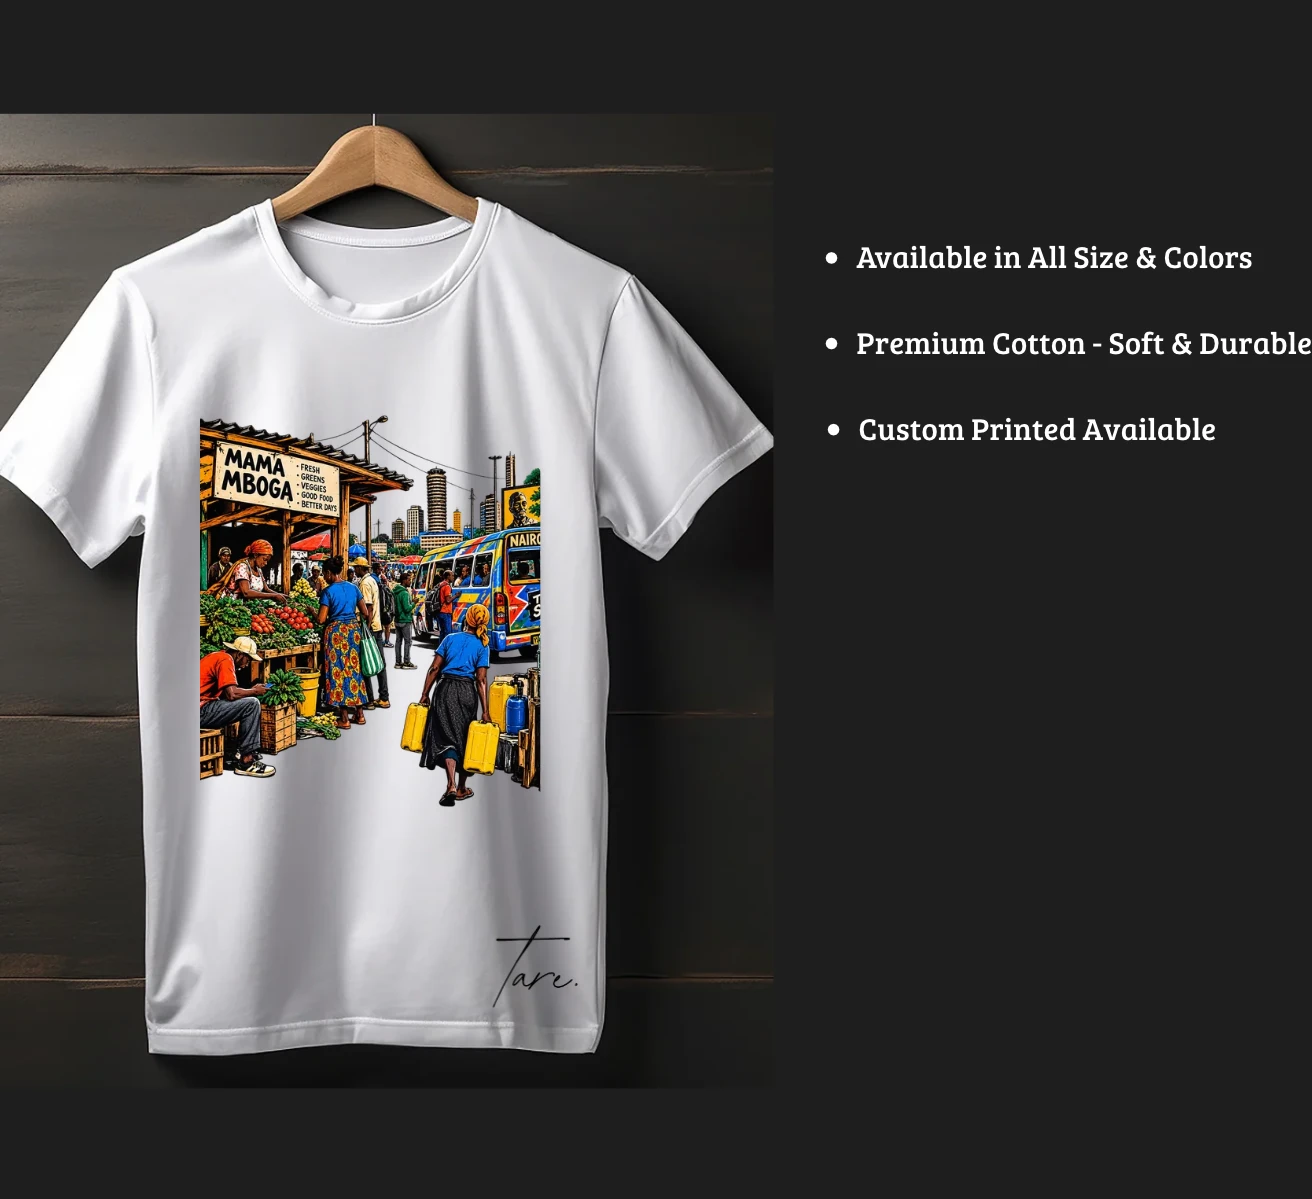 MAMA
MBOGA
• FRESH
• GREENS
• VEGGIES
• GOOD FOOD
• BETTER DAYS
NAIRO
Tare.
• Available in All Size & Colors
• Premium Cotton - Soft & Durable
• Custom Printed Available